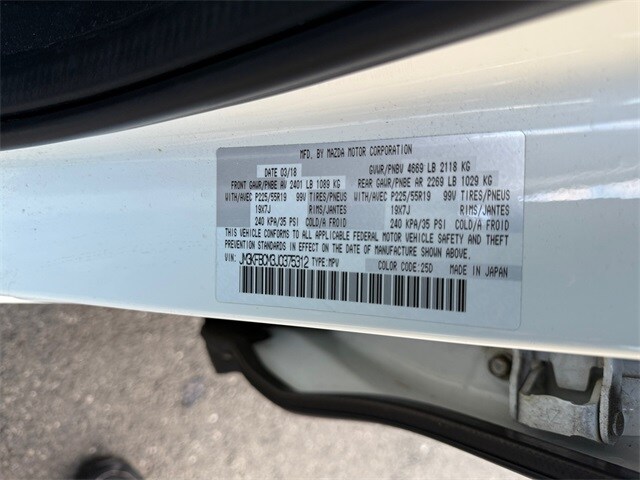 MFD. BY MAZDA MOTOR CORPORATION
DATE 03/18 GVWR/PNBV 4669 LB 2118 KG
FRONT GAWR/PNBE AV 2401 LB 1089 KG REAR GAWR/PNBE AR 2269 LB 1029 KG
WITH/AVEC P225/55R19 99V TIRES/PNEUS WITH/AVEC P225/55R19 99V TIRES/PNEUS
19X7J RIMS/JANTES 19X7J RIMS/JANTES
240 KPA/35 PSI COLD/A FROID 240 KPA/35 PSI COLD/A FROID
THIS VEHICLE CONFORMS TO ALL APPLICABLE FEDERAL MOTOR VEHICLE SAFETY AND THEFT
PREVENTION STANDARDS IN EFFECT ON THE DATE OF MANUFACTURE SHOWN ABOVE.
VIN: JM3KFBCM3J0375312 TYPE:MPV COLOR CODE:25D MADE IN JAPAN